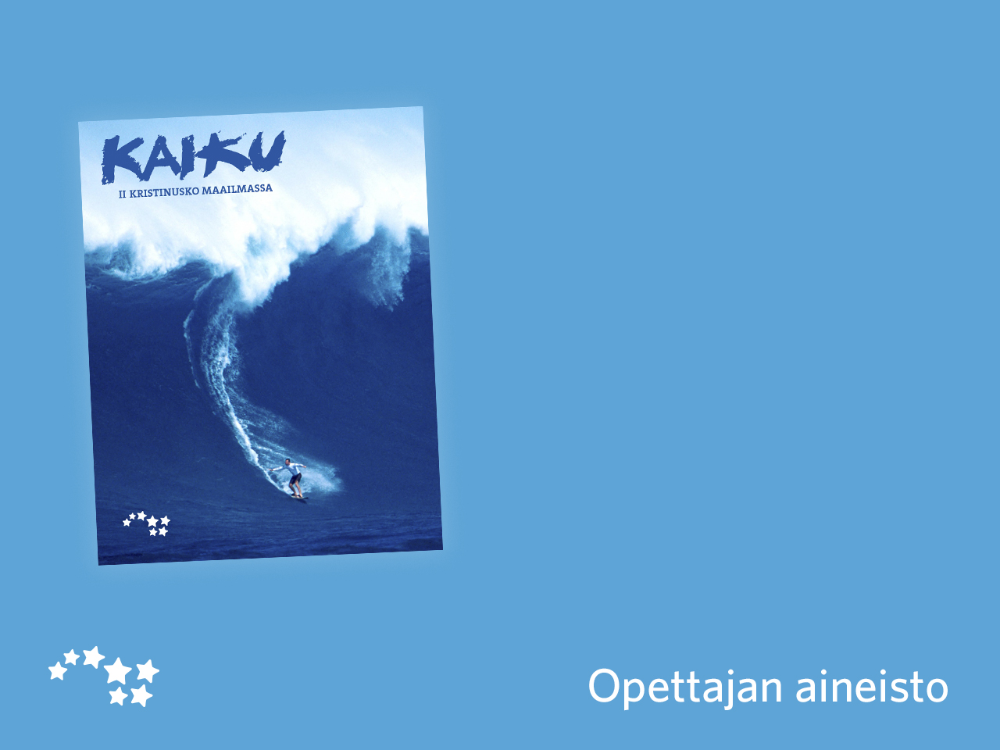 KAIKU
II KRISTINUSKO MAAILMASSA
Opettajan aineisto